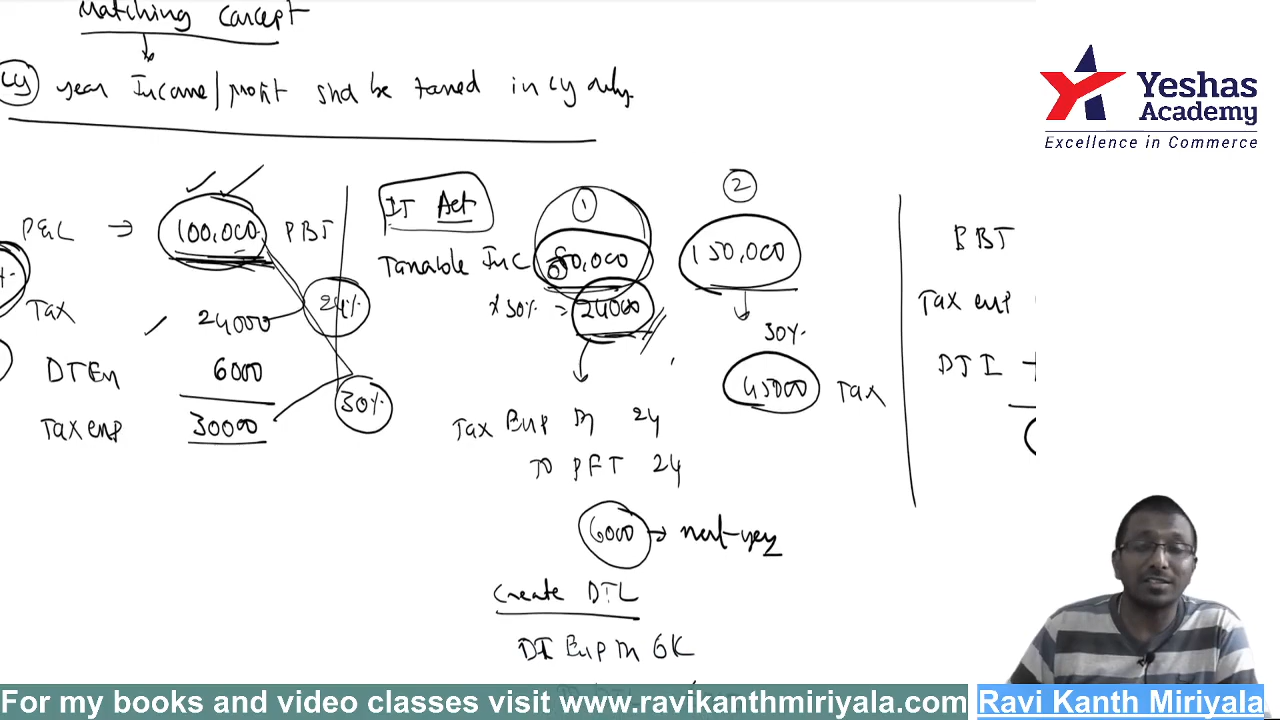 Matching Concept
CY year Income/profit shd be taxed in CY only.
P&L → 100,000 PBT
Tax 24000 24%
DTExp 6000
Tax exp 30000 30%
IT Act
① ②
Taxable Inc 80,000 150,000
x 30% = 24000 30%
45000 Tax
Tax Exp Dr 24
TO PFT 24
6000 → next year
Create DTL
DT Exp Dr 6K
PBT
Tax exp
DTI +
Yeshas
Academy
Excellence in Commerce
For my books and video classes visit www.ravikanthmiriyala.com Ravi Kanth Miriyala